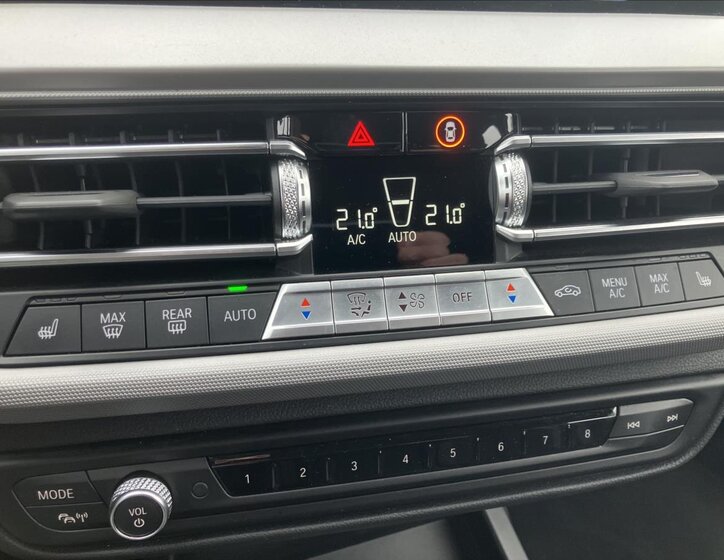 21.0° 21.0°
A/C AUTO
MAX
REAR
AUTO
OFF
MENU
A/C
MAX
A/C
MODE
VOL
1 2 3 4 5 6 7 8